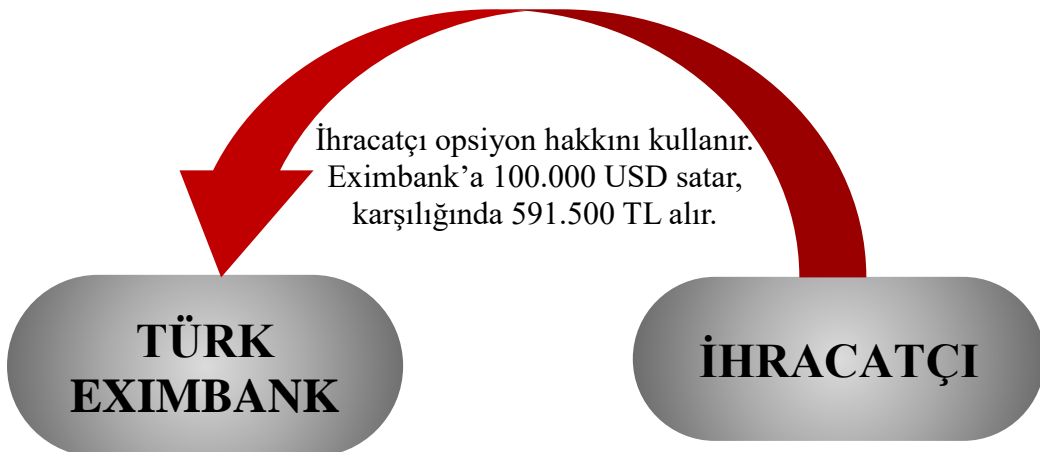 İhracatçı opsiyon hakkını kullanır.
Eximbank’a 100.000 USD satar,
karşılığında 591.500 TL alır.
TÜRK
EXIMBANK
İHRACATÇI